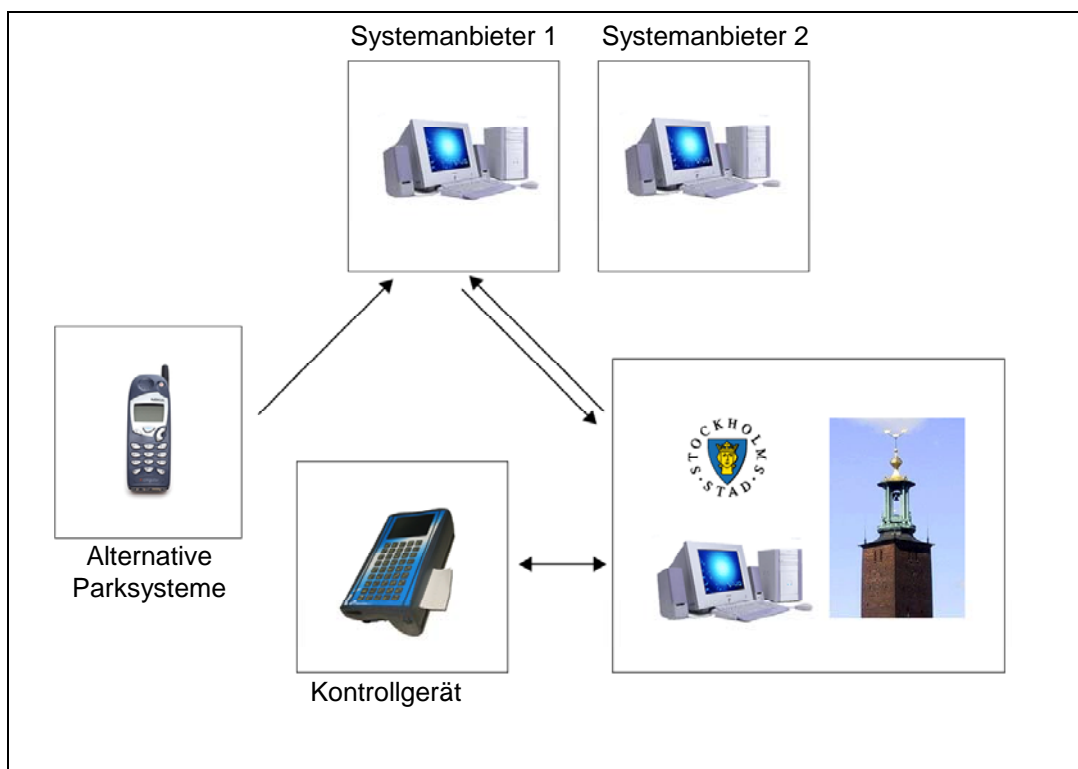 Systemanbieter 1
Systemanbieter 2
STOCKHOLMS
STAD
Alternative
Parksysteme
Kontrollgerät